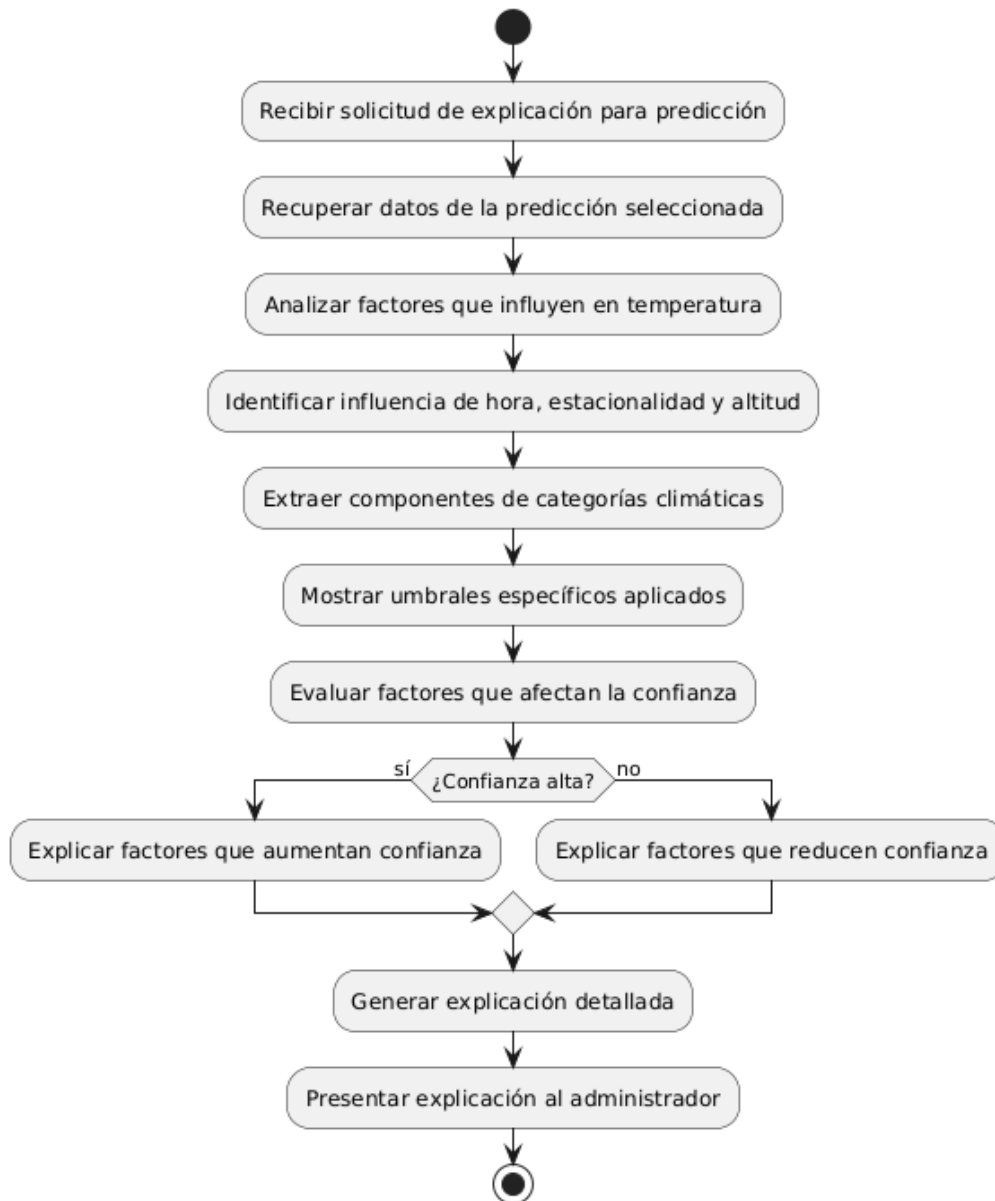 Recibir solicitud de explicación para predicción
Recuperar datos de la predicción seleccionada
Analizar factores que influyen en temperatura
Identificar influencia de hora, estacionalidad y altitud
Extraer componentes de categorías climáticas
Mostrar umbrales específicos aplicados
Evaluar factores que afectan la confianza
sí
¿Confianza alta?
no
Explicar factores que aumentan confianza
Explicar factores que reducen confianza
Generar explicación detallada
Presentar explicación al administrador